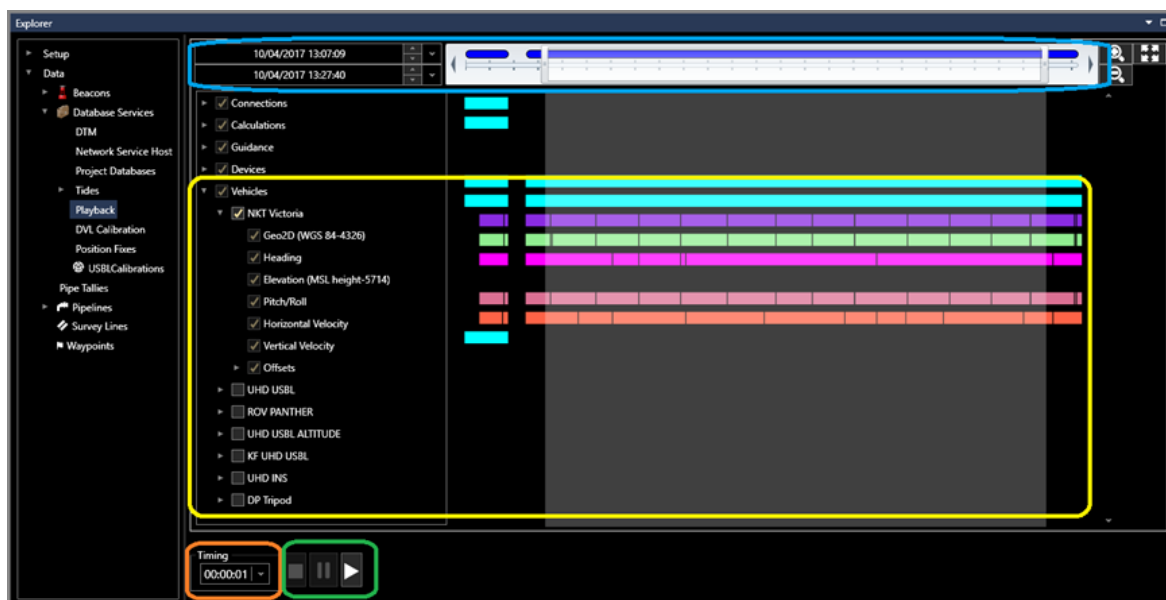 Explorer
Setup
Data
Beacons
Database Services
DTM
Network Service Host
Project Databases
Tides
Playback
DVL Calibration
Position Fixes
USBLCalibrations
Pipe Tallies
Pipelines
Survey Lines
Waypoints
10/04/2017 13:07:09
10/04/2017 13:27:40
Connections
Calculations
Guidance
Devices
Vehicles
NKT Victoria
Geo2D (WGS 84-4326)
Heading
Elevation (MSL height-5714)
Pitch/Roll
Horizontal Velocity
Vertical Velocity
Offsets
UHD USBL
ROV PANTHER
UHD USBL ALTITUDE
KF UHD USBL
UHD INS
DP Tripod
Timing
00:00:01